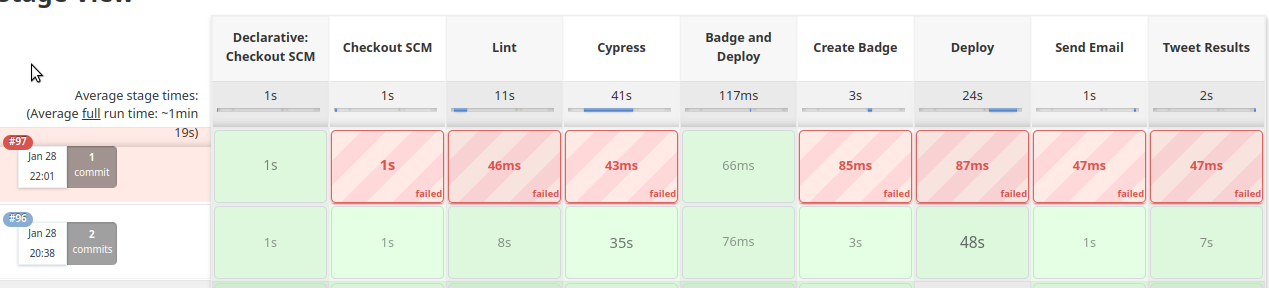 Stage View
Declarative: Checkout SCM
Checkout SCM
Lint
Cypress
Badge and Deploy
Create Badge
Deploy
Send Email
Tweet Results
Average stage times:
(Average full run time: ~1min
19s)
1s
1s
11s
41s
117ms
3s
24s
1s
2s
#97
Jan 28
22:01
1
commit
1s
1s
failed
46ms
failed
43ms
failed
66ms
85ms
failed
87ms
failed
47ms
failed
47ms
failed
#96
Jan 28
20:38
2
commits
1s
1s
8s
35s
76ms
3s
48s
1s
7s